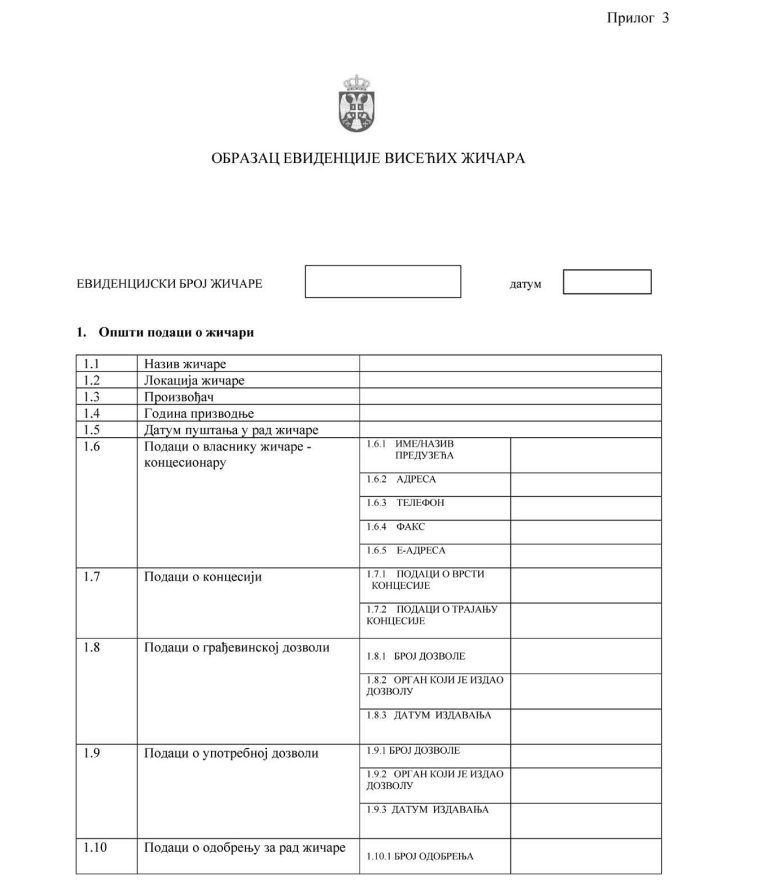 Прилог 3
ОБРАЗАЦ ЕВИДЕНЦИЈЕ ВИСЕЋИХ ЖИЧАРА
ЕВИДЕНЦИЈСКИ БРОЈ ЖИЧАРЕ
датум
1. Општи подаци о жичари
1.1 Назив жичаре
1.2 Локација жичаре
1.3 Произвођач
1.4 Година призводње
1.5 Датум пуштања у рад жичаре
1.6 Подаци о власнику жичаре -
концесионару
1.6.1 ИМЕ/НАЗИВ
ПРЕДУЗЕЋА
1.6.2 АДРЕСА
1.6.3 ТЕЛЕФОН
1.6.4 ФАКС
1.6.5 Е-АДРЕСА
1.7 Подаци о концесији
1.7.1 ПОДАЦИ О ВРСТИ
КОНЦЕСИЈЕ
1.7.2 ПОДАЦИ О ТРАЈАЊУ
КОНЦЕСИЈЕ
1.8 Подаци о грађевинској дозволи
1.8.1 БРОЈ ДОЗВОЛЕ
1.8.2 ОРГАН КОЈИ ЈЕ ИЗДАО
ДОЗВОЛУ
1.8.3 ДАТУМ ИЗДАВАЊА
1.9 Подаци о употребној дозволи
1.9.1 БРОЈ ДОЗВОЛЕ
1.9.2 ОРГАН КОЈИ ЈЕ ИЗДАО
ДОЗВОЛУ
1.9.3 ДАТУМ ИЗДАВАЊА
1.10 Подаци о одобрењу за рад жичаре
1.10.1 БРОЈ ОДОБРЕЊА